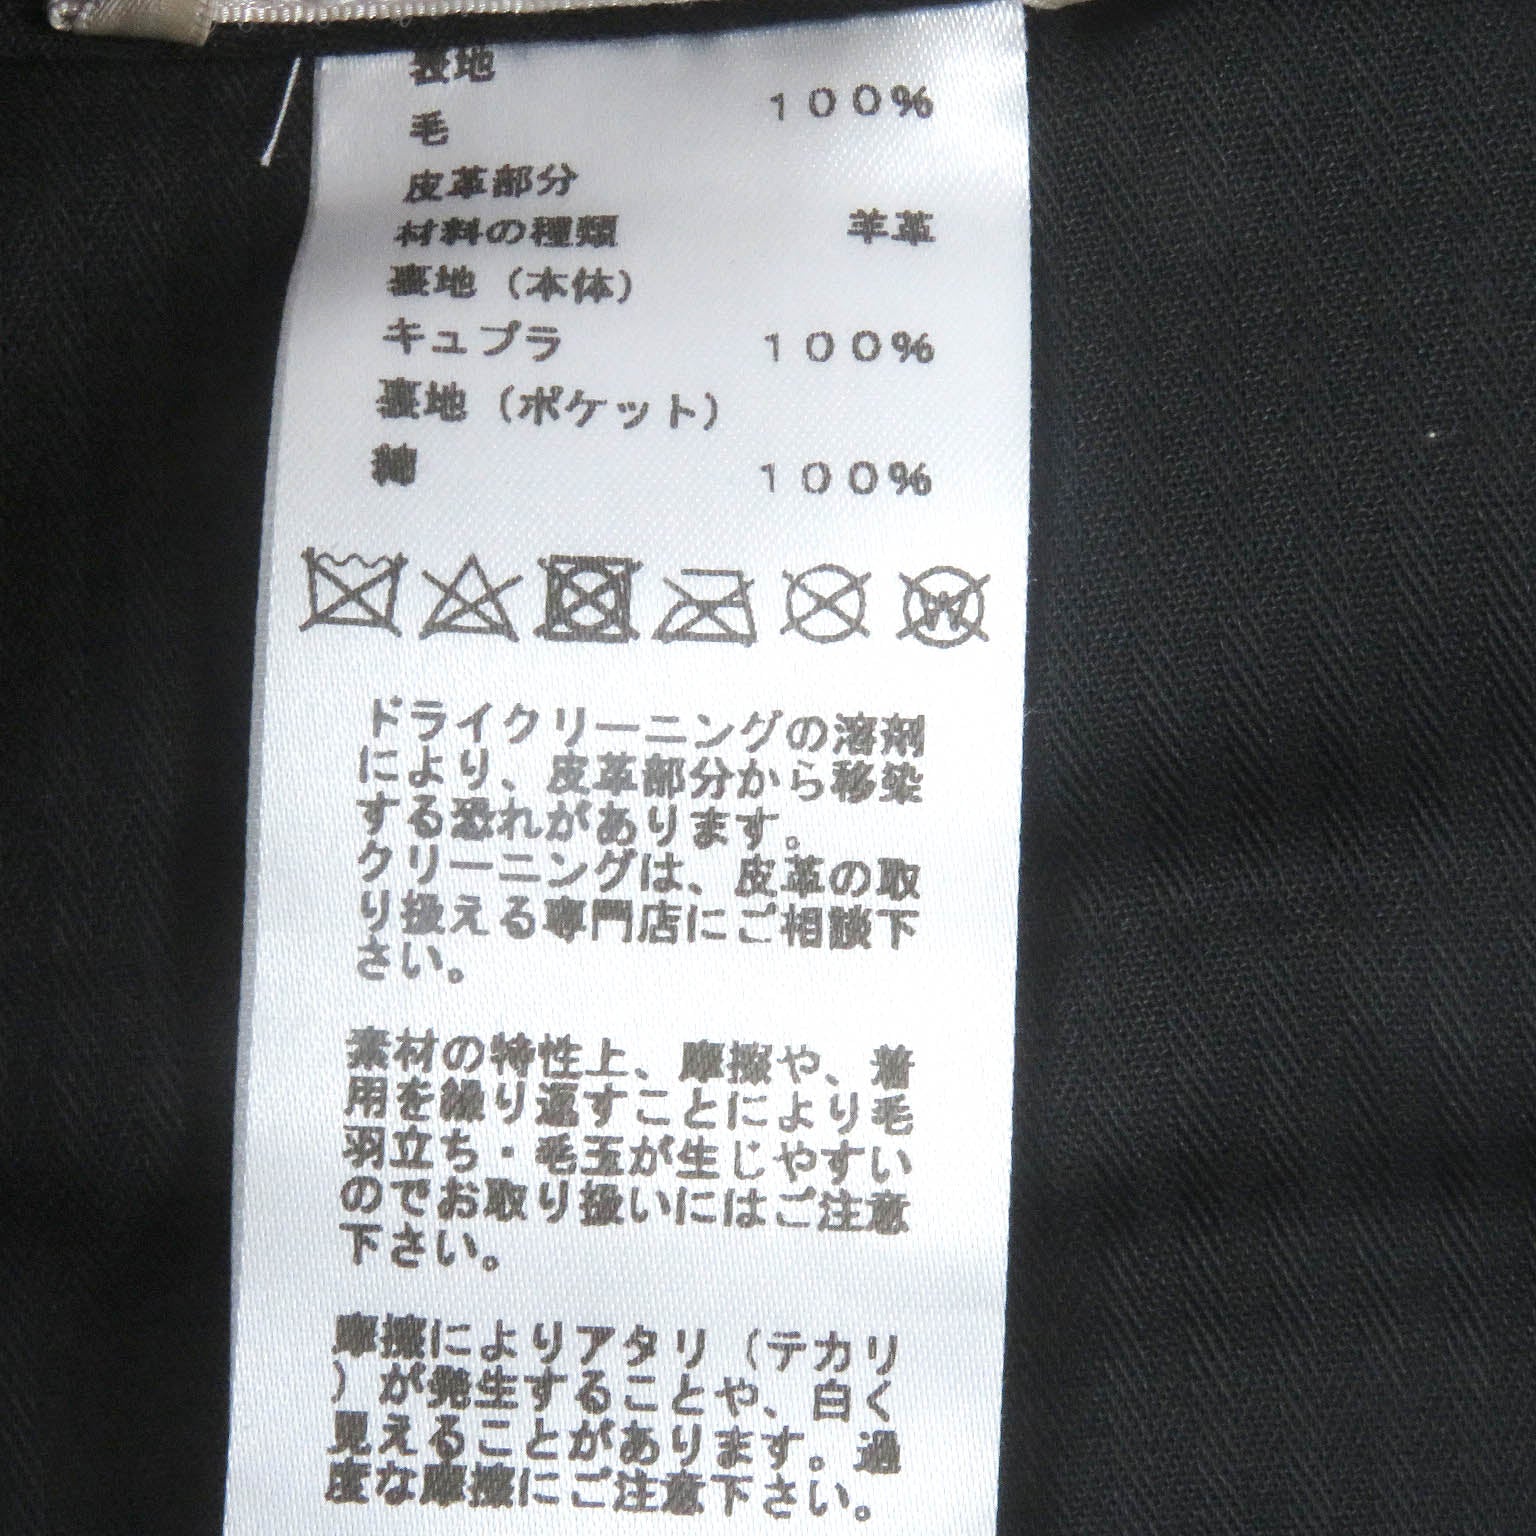 表地
毛 １００％
皮革部分
材料の種類 羊革
裏地（本体）
キュプラ １００％
裏地（ポケット）
綿 １００％
W
ドライクリーニングの溶剤
により、皮革部分から移染
する恐れがあります。
クリーニングは、皮革の取
り扱える専門店にご相談下
さい。
素材の特性上、摩擦や、着
用を繰り返すことにより毛
羽立ち・毛玉が生じやすい
のでお取り扱いにはご注意
下さい。
摩擦によりアタリ（テカリ
）が発生することや、白く
見えることがあります。過
度な摩擦にご注意下さい。